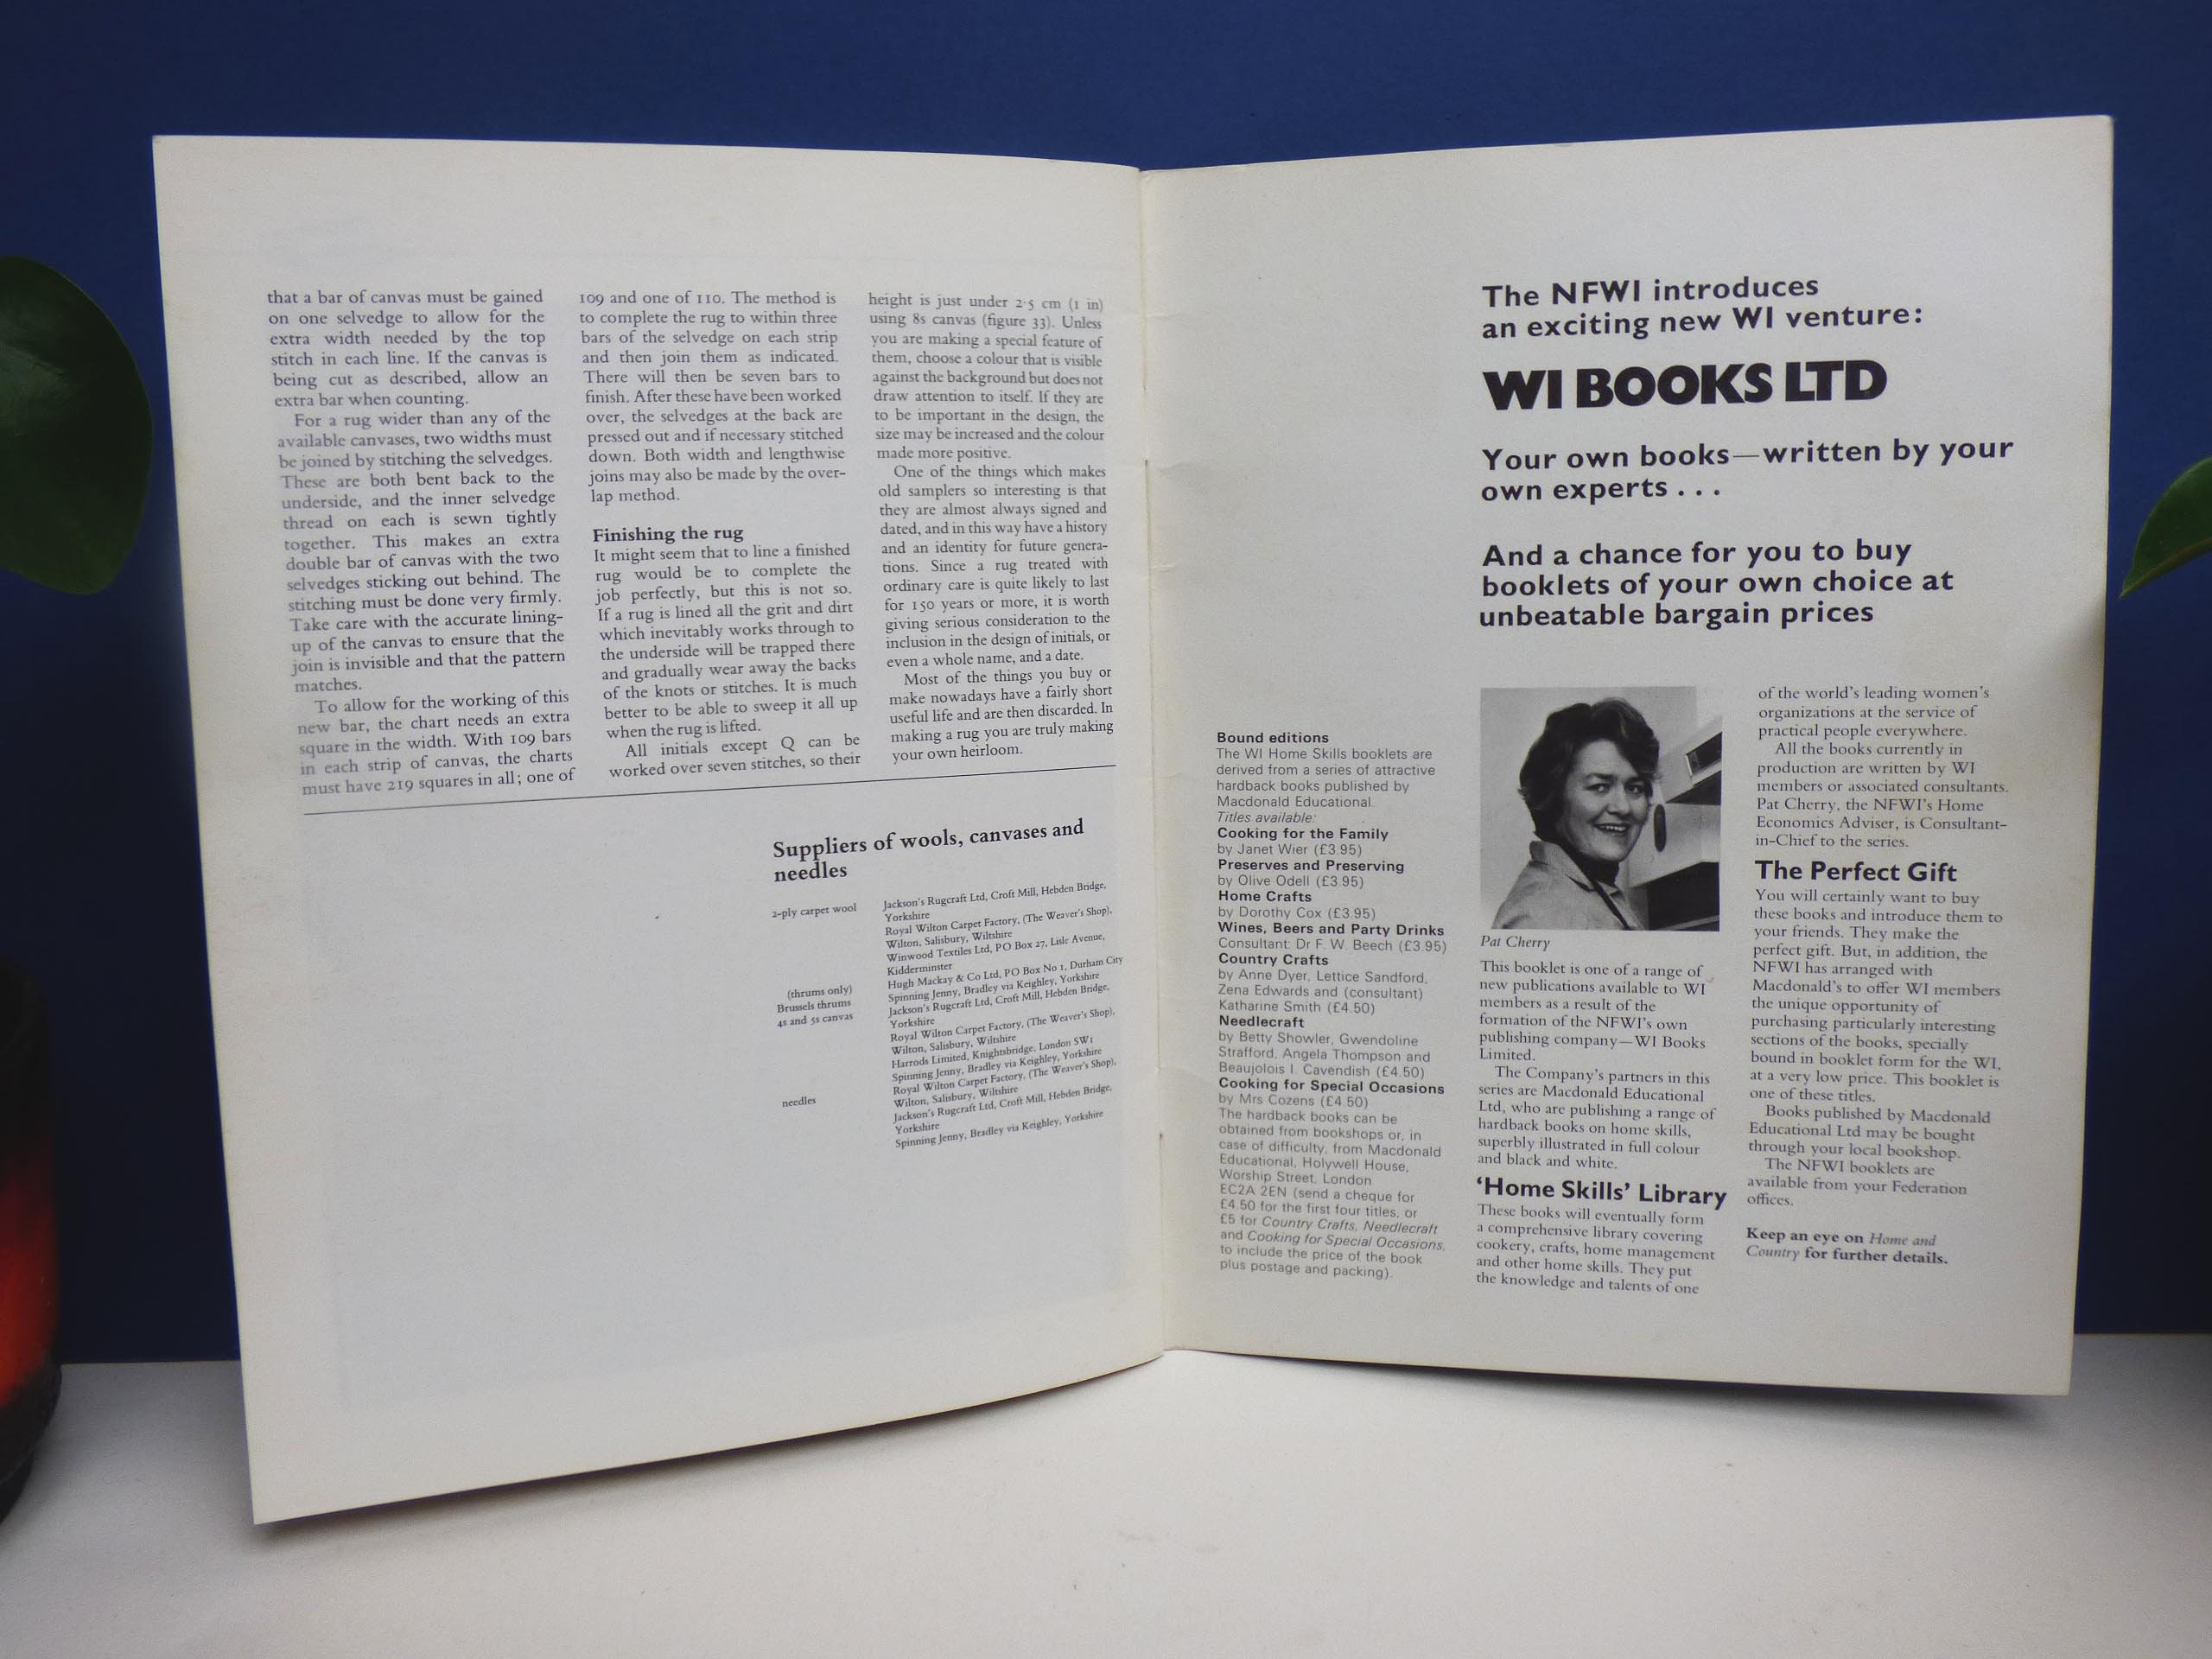 that a bar of canvas must be gained
on one selvedge to allow for the
extra width needed by the top
stitch in each line. If the canvas is
being cut as described, allow an
extra bar when counting.
For a rug wider than any of the
available canvases, two widths must
be joined by stitching the selvedges.
These are both bent back to the
underside, and the inner selvedge
thread on each is sewn tightly
together. This makes an extra
double bar of canvas with the two
selvedges sticking out behind. The
stitching must be done very firmly.
Take care with the accurate lining-
up of the canvas to ensure that the
join is invisible and that the pattern
matches.
To allow for the working of this
new bar, the chart needs an extra
square in the width. With 109 bars
in each strip of canvas, the charts
must have 219 squares in all; one of
109 and one of 110. The method is
to complete the rug to within three
bars of the selvedge on each strip
and then join them as indicated.
There will then be seven bars to
finish. After these have been worked
over, the selvedges at the back are
pressed out and if necessary stitched
down. Both width and lengthwise
joins may also be made by the over-
lap method.
Finishing the rug
It might seem that to line a finished
rug would be to complete the
job perfectly, but this is not so.
If a rug is lined all the grit and dirt
which inevitably works through to
the underside will be trapped there
and gradually wear away the backs
of the knots or stitches. It is much
better to be able to sweep it all up
when the rug is lifted.
All initials except Q can be
worked over seven stitches, so their
height is just under 2·5 cm (1 in)
using 8s canvas (figure 33). Unless
you are making a special feature of
them, choose a colour that is visible
against the background but does not
draw attention to itself. If they are
to be important in the design, the
size may be increased and the colour
made more positive.
One of the things which makes
old samplers so interesting is that
they are almost always signed and
dated, and in this way have a history
and an identity for future genera-
tions. Since a rug treated with
ordinary care is quite likely to last
for 150 years or more, it is worth
giving serious consideration to the
inclusion in the design of initials, or
even a whole name, and a date.
Most of the things you buy or
make nowadays have a fairly short
useful life and are then discarded. In
making a rug you are truly making
your own heirloom.
Suppliers of wools, canvases and
needles
2-ply carpet wool
Jackson's Rugcraft Ltd, Croft Mill, Hebden Bridge,
Yorkshire
Royal Wilton Carpet Factory, (The Weaver's Shop),
Wilton, Salisbury, Wiltshire
Winwood Textiles Ltd, PO Box 27, Lisle Avenue,
Kidderminster
(thrums only)
Hugh Mackay & Co Ltd, PO Box No 1, Durham City
Brussels thrums
Spinning Jenny, Bradley via Keighley, Yorkshire
4s and 5s canvas
Jackson's Rugcraft Ltd, Croft Mill, Hebden Bridge,
Yorkshire
Royal Wilton Carpet Factory, (The Weaver's Shop),
Wilton, Salisbury, Wiltshire
Harrods Limited, Knightsbridge, London SW1
Spinning Jenny, Bradley via Keighley, Yorkshire
needles
Royal Wilton Carpet Factory, (The Weaver's Shop),
Wilton, Salisbury, Wiltshire
Jackson's Rugcraft Ltd, Croft Mill, Hebden Bridge,
Yorkshire
Spinning Jenny, Bradley via Keighley, Yorkshire
The NFWI introduces
an exciting new WI venture:
WI BOOKS LTD
Your own books—written by your
own experts . . .
And a chance for you to buy
booklets of your own choice at
unbeatable bargain prices
Bound editions
The WI Home Skills booklets are
derived from a series of attractive
hardback books published by
Macdonald Educational.
Titles available:
Cooking for the Family
by Janet Wier (£3.95)
Preserves and Preserving
by Olive Odell (£3.95)
Home Crafts
by Dorothy Cox (£3.95)
Wines, Beers and Party Drinks
Consultant: Dr F. W. Beech (£3.95)
Country Crafts
by Anne Dyer, Lettice Sandford,
Zena Edwards and (consultant)
Katharine Smith (£4.50)
Needlecraft
by Betty Showler, Gwendoline
Strafford, Angela Thompson and
Beaujolois I. Cavendish (£4.50)
Cooking for Special Occasions
by Mrs Cozens (£4.50)
The hardback books can be
obtained from bookshops or, in
case of difficulty, from Macdonald
Educational, Holywell House,
Worship Street, London
EC2A 2EN (send a cheque for
£4.50 for the first four titles, or
£5 for Country Crafts, Needlecraft
and Cooking for Special Occasions,
to include the price of the book
plus postage and packing).
Pat Cherry
This booklet is one of a range of
new publications available to WI
members as a result of the
formation of the NFWI's own
publishing company—WI Books
Limited.
The Company's partners in this
series are Macdonald Educational
Ltd, who are publishing a range of
hardback books on home skills,
superbly illustrated in full colour
and black and white.
'Home Skills' Library
These books will eventually form
a comprehensive library covering
cookery, crafts, home management
and other home skills. They put
the knowledge and talents of one
of the world's leading women's
organizations at the service of
practical people everywhere.
All the books currently in
production are written by WI
members or associated consultants.
Pat Cherry, the NFWI's Home
Economics Adviser, is Consultant-
in-Chief to the series.
The Perfect Gift
You will certainly want to buy
these books and introduce them to
your friends. They make the
perfect gift. But, in addition, the
NFWI has arranged with
Macdonald's to offer WI members
the unique opportunity of
purchasing particularly interesting
sections of the books, specially
bound in booklet form for the WI,
at a very low price. This booklet is
one of these titles.
Books published by Macdonald
Educational Ltd may be bought
through your local bookshop.
The NFWI booklets are
available from your Federation
offices.
Keep an eye on Home and
Country for further details.